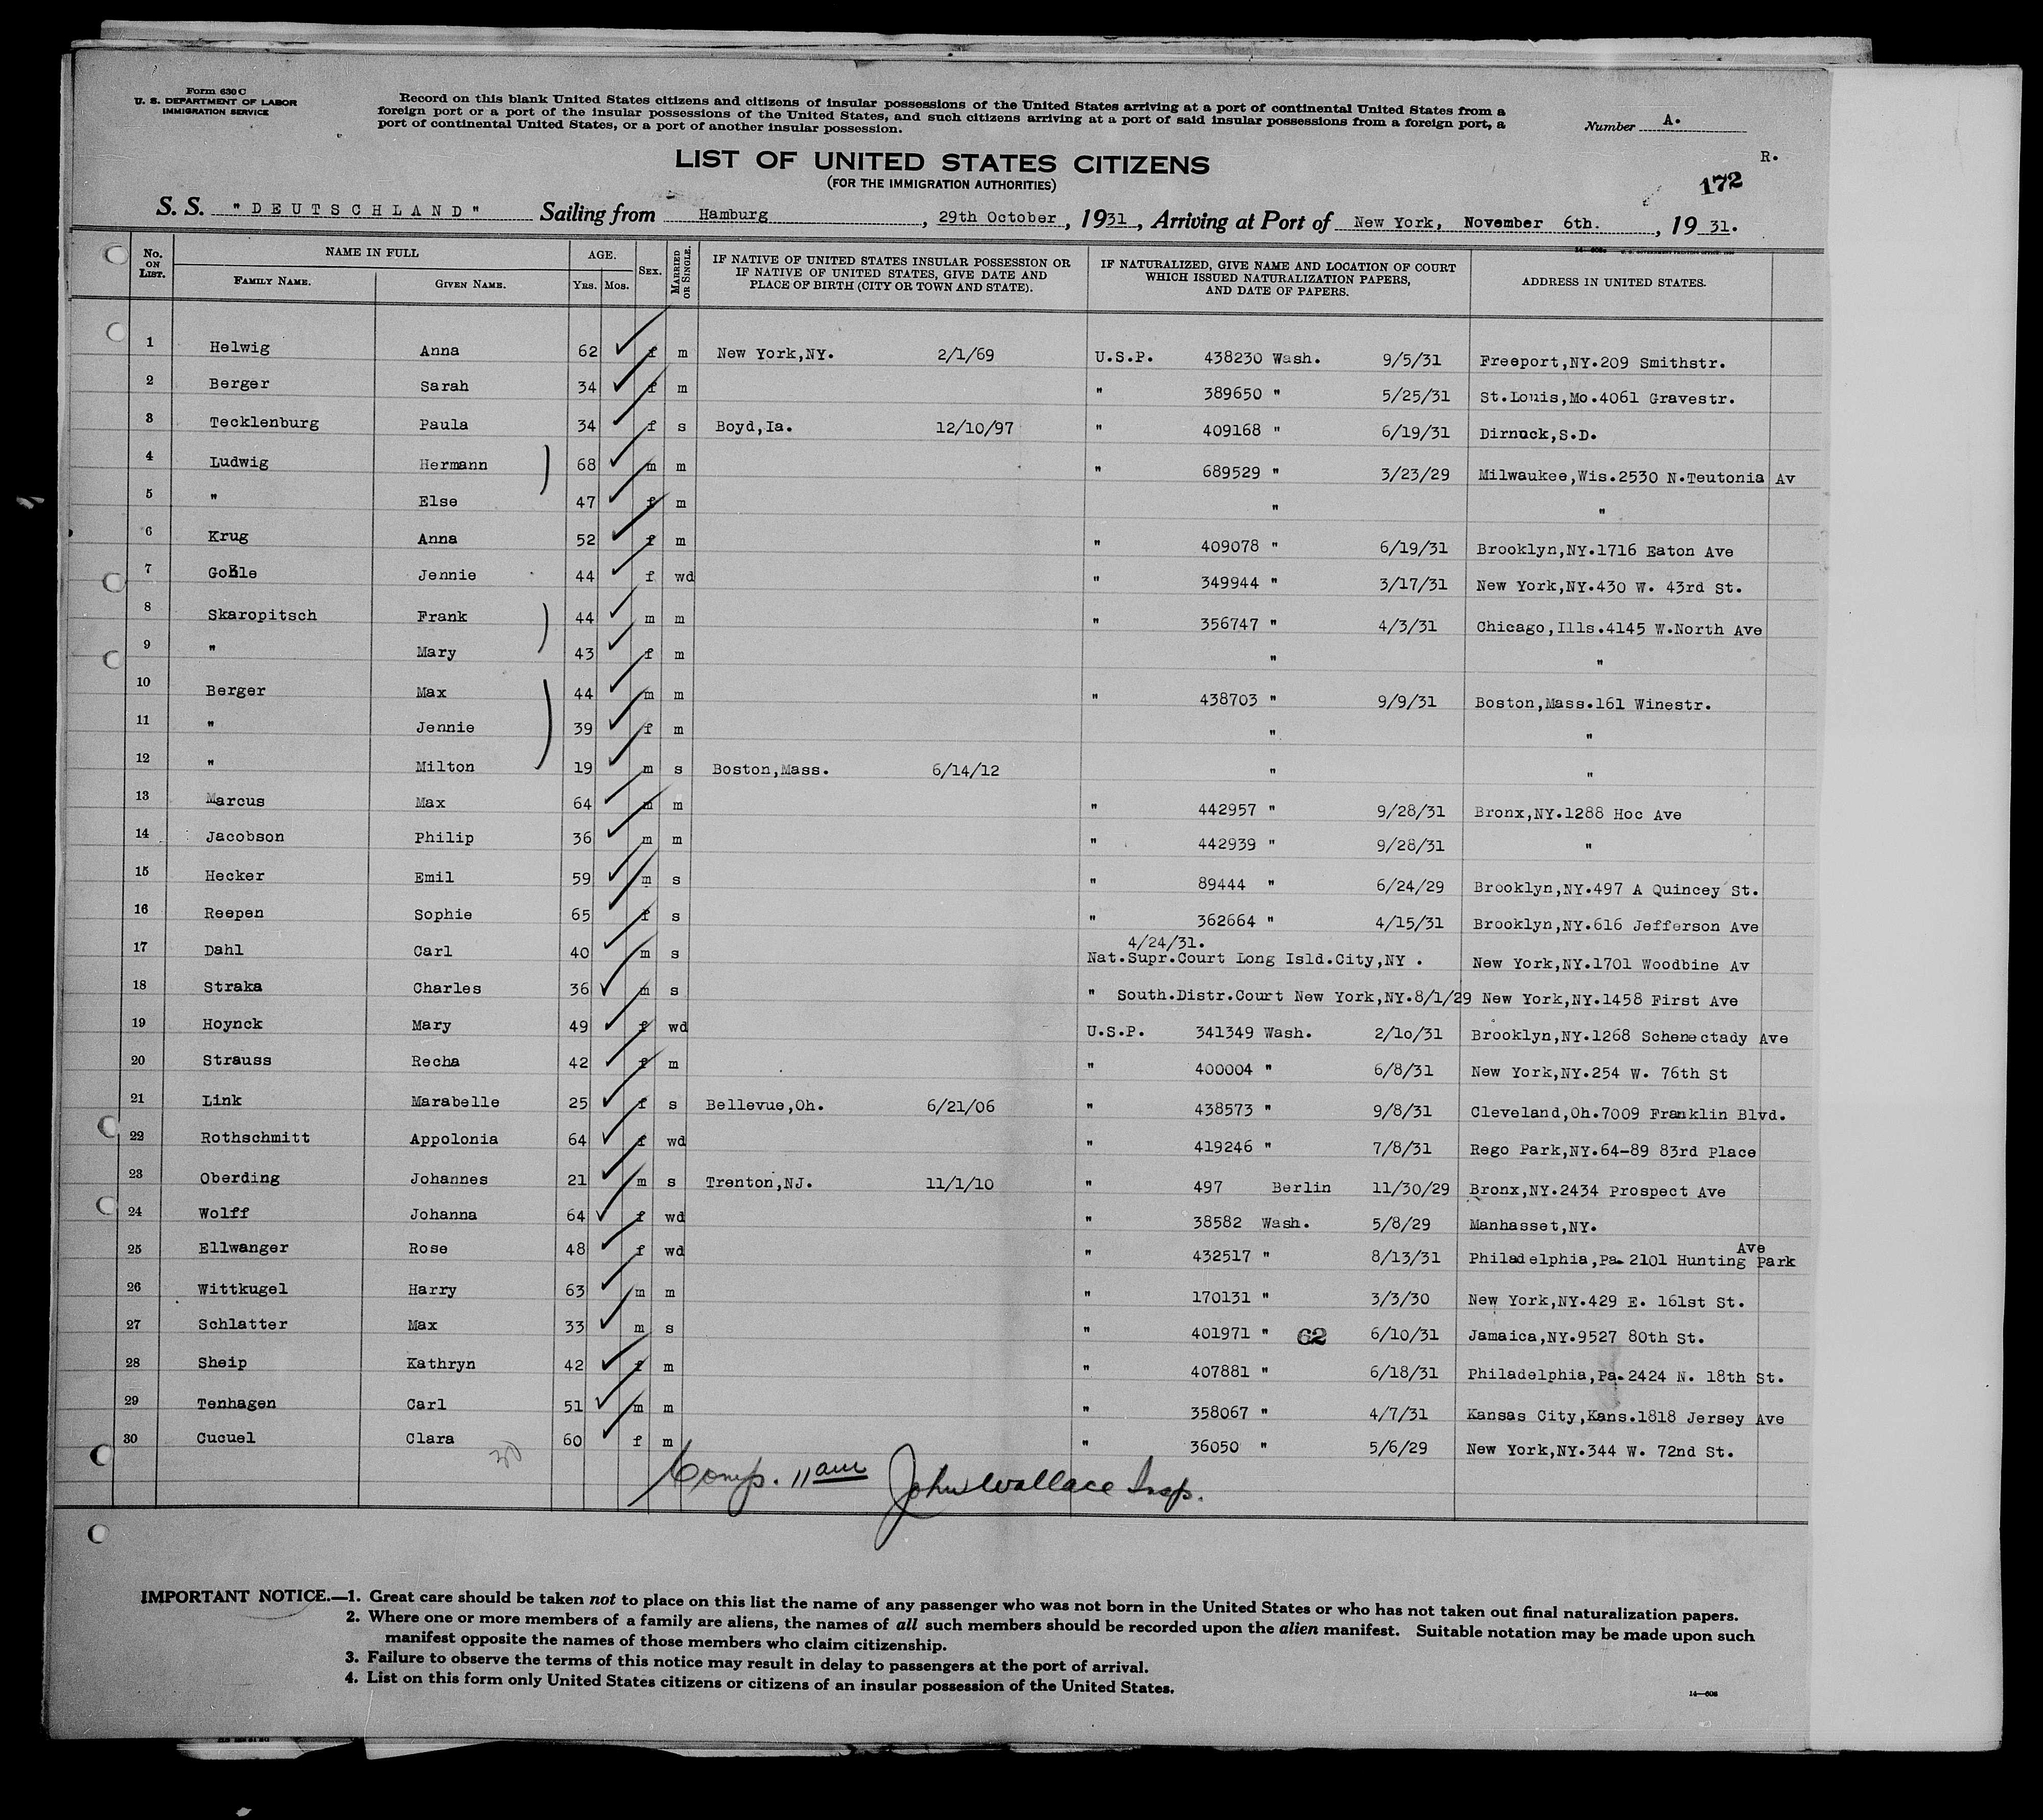 Form 630 C
U. S. DEPARTMENT OF LABOR
IMMIGRATION SERVICE
Record on this blank United States citizens and citizens of insular possessions of the United States arriving at a port of continental United States from a
foreign port or a port of the insular possessions of the United States, and such citizens arriving at a port of said insular possessions from a foreign port, a
port of continental United States, or a port of another insular possession.
Number A.
R.
LIST OF UNITED STATES CITIZENS
(FOR THE IMMIGRATION AUTHORITIES)
172
S. S. "DEUTSCHLAND" Sailing from Hamburg, 29th October, 1931, Arriving at Port of New York, November 6th., 1931.
No. ON LIST. NAME IN FULL FAMILY NAME. GIVEN NAME. AGE. YRS. MOS. SEX. MARRIED OR SINGLE. IF NATIVE OF UNITED STATES INSULAR POSSESSION OR IF NATIVE OF UNITED STATES, GIVE DATE AND PLACE OF BIRTH (CITY OR TOWN AND STATE). IF NATURALIZED, GIVE NAME AND LOCATION OF COURT WHICH ISSUED NATURALIZATION PAPERS, AND DATE OF PAPERS. ADDRESS IN UNITED STATES.
1 Helwig Anna 62 f m New York,NY. 2/1/69 U.S.P. 438230 Wash. 9/5/31 Freeport,NY.209 Smithstr.
2 Berger Sarah 34 f m " 389650 " 5/25/31 St.Louis,Mo.4061 Gravestr.
3 Tecklenburg Paula 34 f s Boyd,Ia. 12/10/97 " 409168 " 6/19/31 Dirnock,S.D.
4 Ludwig Hermann 68 m m " 689529 " 3/23/29 Milwaukee,Wis.2530 N.Teutonia Av
5 " Else 47 f m " "
6 Krug Anna 52 f m " 409078 " 6/19/31 Brooklyn,NY.1716 Eaton Ave
7 Jennie 44 f wd " 349944 " 3/17/31 New York,NY.430 W. 43rd St.
8 Skaropitsch Frank 44 m m " 356747 " 4/3/31 Chicago,Ills.4145 W.North Ave
9 " Mary 43 f m " "
10 Berger Max 44 m m " 438703 " 9/9/31 Boston,Mass.161 Winestr.
11 " Jennie 39 f m " "
12 " Milton 19 m s Boston,Mass. 6/14/12 " "
13 Marcus Max 64 m m " 442957 " 9/28/31 Bronx,NY.1288 Hoc Ave
14 Jacobson Philip 36 m m " 442939 " 9/28/31 "
15 Hecker Emil 59 m s " 89444 " 6/24/29 Brooklyn,NY.497 A Quincey St.
16 Reepen Sophie 65 f s " 362664 " 4/15/31 Brooklyn,NY.616 Jefferson Ave
17 Dahl Carl 40 m s 4/24/31. Nat.Supr.Court Long Isld.City,NY . New York,NY.1701 Woodbine Av
18 Straka Charles 36 m s " South.Distr.Court New York,NY.8/1/29 New York,NY.1458 First Ave
19 Hoynck Mary 49 f wd U.S.P. 341349 Wash. 2/10/31 Brooklyn,NY.1268 Schenectady Ave
20 Strauss Recha 42 f m " 400004 " 6/8/31 New York,NY.254 W. 76th St
21 Link Marabelle 25 f s Bellevue,Oh. 6/21/06 " 438573 " 9/8/31 Cleveland,Oh.7009 Franklin Blvd.
22 Rothschmitt Appolonia 64 f wd " 419246 " 7/8/31 Rego Park,NY.64-89 83rd Place
23 Oberding Johannes 21 m s Trenton,NJ. 11/1/10 " 497 Berlin 11/30/29 Bronx,NY.2434 Prospect Ave
24 Wolff Johanna 64 f wd " 38582 Wash. 5/8/29 Manhasset,NY.
25 Ellwanger Rose 48 f wd " 432517 " 8/13/31 Philadelphia,Pa.2101 Hunting Park Ave
26 Wittkugel Harry 63 m m " 170131 " 3/3/30 New York,NY.429 E. 161st St.
27 Schlatter Max 33 m s " 401971 " 62 6/10/31 Jamaica,NY.9527 80th St.
28 Sheip Kathryn 42 f m " 407881 " 6/18/31 Philadelphia,Pa.2424 N. 18th St.
29 Tenhagen Carl 51 m m " 358067 " 4/7/31 Kansas City,Kans.1818 Jersey Ave
30 Cucuel Clara 60 f m " 36050 " 5/6/29 New York,NY.344 W. 72nd St.
30
Comp. 11 am John Wallace Insp.
IMPORTANT NOTICE.—1. Great care should be taken not to place on this list the name of any passenger who was not born in the United States or who has not taken out final naturalization papers.
2. Where one or more members of a family are aliens, the names of all such members should be recorded upon the alien manifest. Suitable notation may be made upon such
manifest opposite the names of those members who claim citizenship.
3. Failure to observe the terms of this notice may result in delay to passengers at the port of arrival.
4. List on this form only United States citizens or citizens of an insular possession of the United States.
14—608